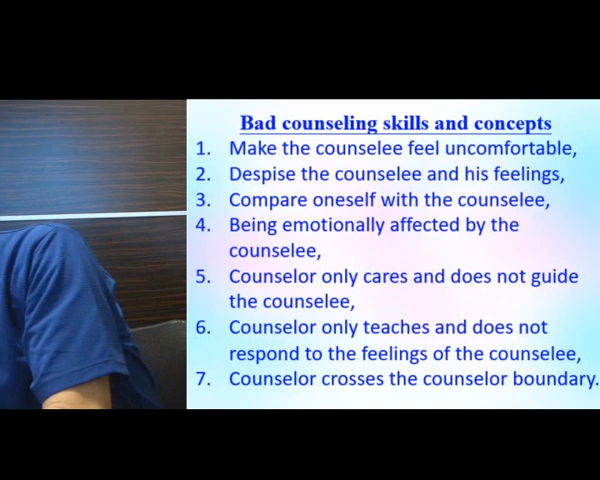 Bad counseling skills and concepts
1. Make the counselee feel uncomfortable,
2. Despise the counselee and his feelings,
3. Compare oneself with the counselee,
4. Being emotionally affected by the
counselee,
5. Counselor only cares and does not guide
the counselee,
6. Counselor only teaches and does not
respond to the feelings of the counselee,
7. Counselor crosses the counselor boundary.